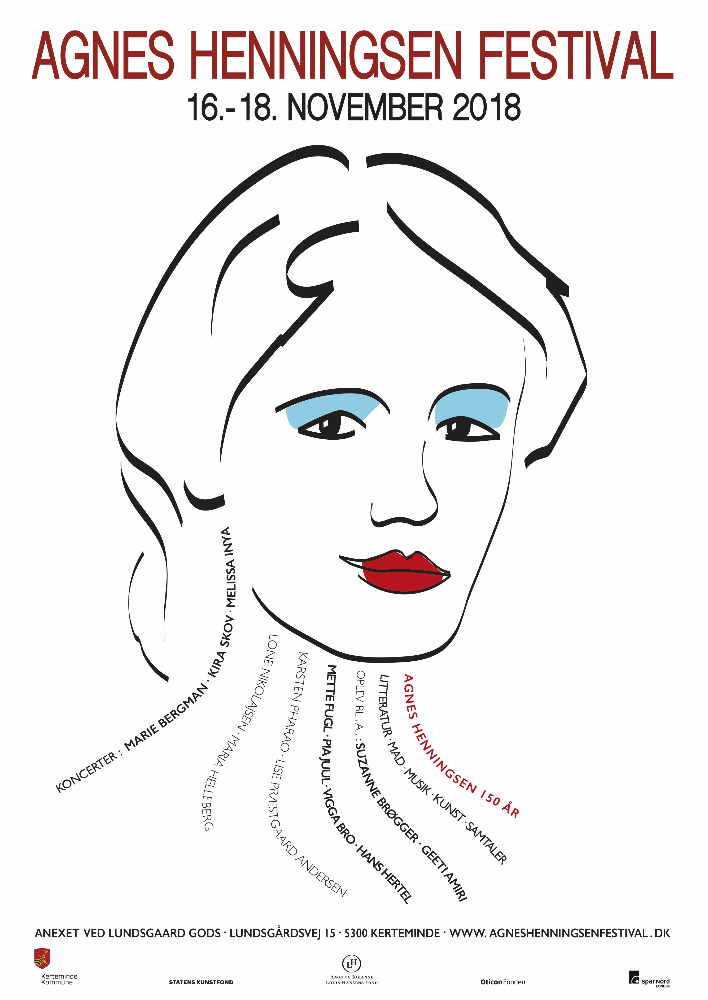 AGNES HENNINGSEN FESTIVAL
16.-18. NOVEMBER 2018
KONCERTER: MARIE BERGMAN · KIRA SKOV · MELISSA INYA
LONE NIKOLAJSEN · MARIA HELLEBERG
KARSTEN PHARAO · LISE PRÆSTGAARD ANDERSEN
METTE FUGL · PIA JUUL · VIGGA BRO · HANS HERTEL
OPLEV BL.A.: SUZANNE BRØGGER · GEETI AMIRI
LITTERATUR · MAD · MUSIK · KUNST · SAMTALER
AGNES HENNINGSEN 150 ÅR
ANEXET VED LUNDSGAARD GODS · LUNDSGÅRDSVEJ 15 · 5300 KERTEMINDE · WWW.AGNESHENNINGSENFESTIVAL.DK
Kerteminde
Kommune
STATENS KUNSTFOND
LH
AAGE OG JOHANNE
LOUIS-HANSENS FOND
Oticon Fonden
spar nord
FONDEN